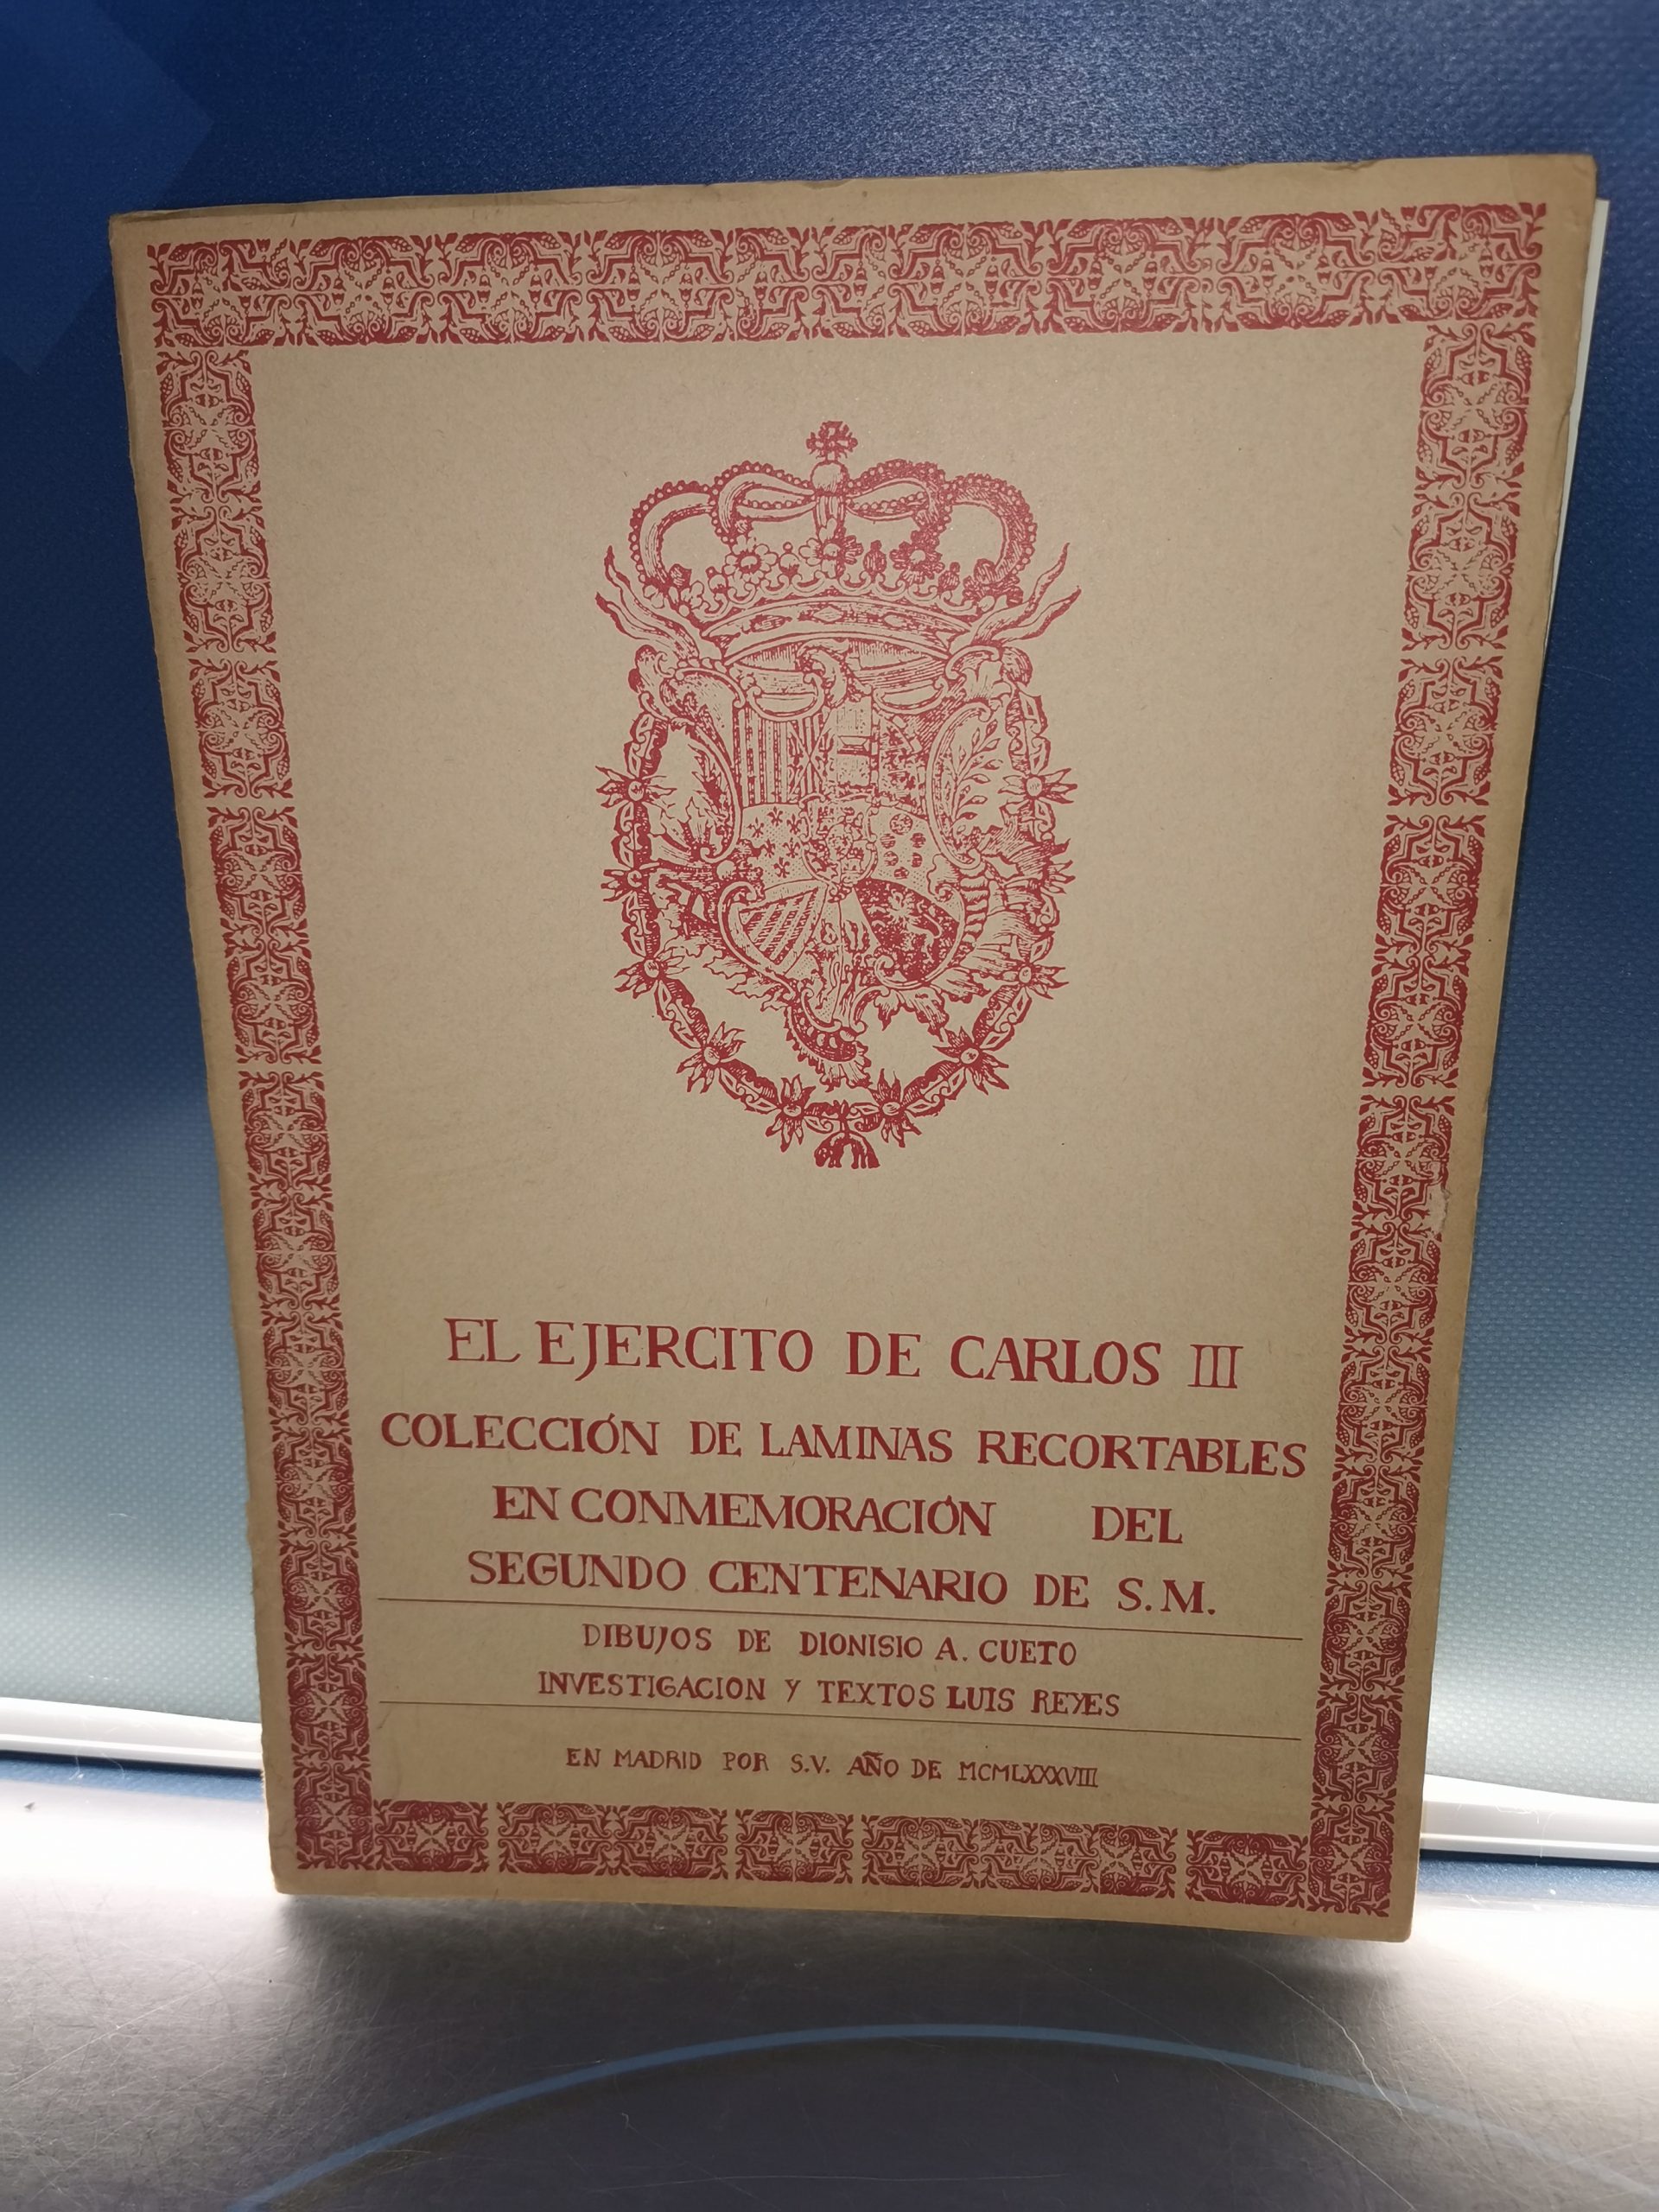 EL EJERCITO DE CARLOS III
COLECCIÓN DE LAMINAS RECORTABLES
EN CONMEMORACIÓN DEL
SEGUNDO CENTENARIO DE S.M.
DIBUJOS DE DIONISIO A. CUETO
INVESTIGACION Y TEXTOS LUIS REYES
EN MADRID POR S.V. AÑO DE MCMLXXXVIII